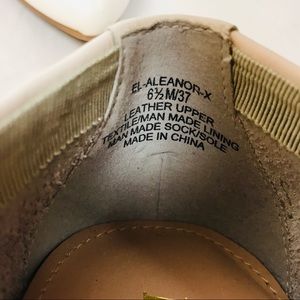 EL-ALEANOR-X
6½M/37
LEATHER UPPER
TEXTILE/MAN MADE LINING
MAN MADE SOCK/SOLE
MADE IN CHINA